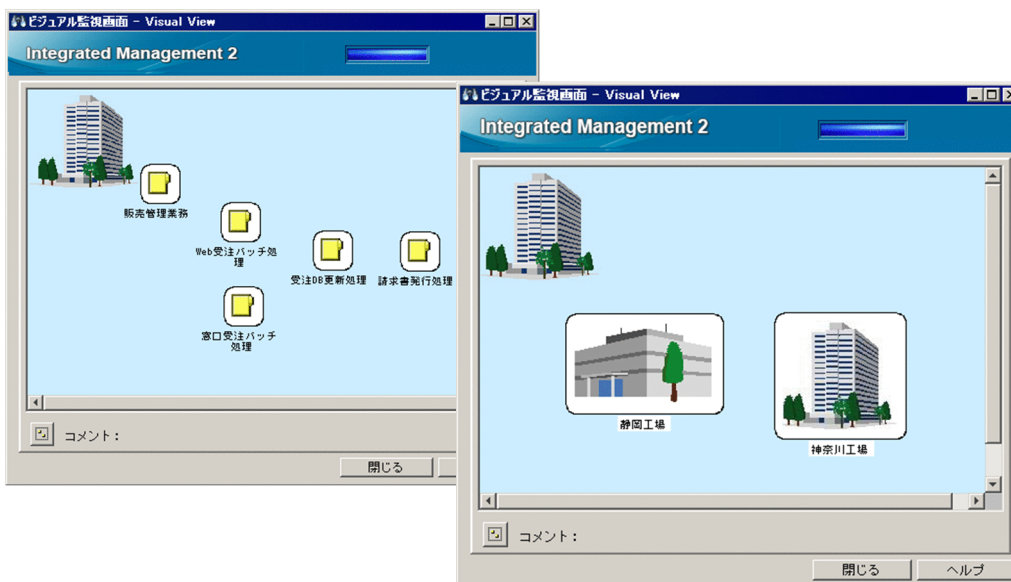 ビジュアル監視画面 - Visual View
Integrated Management 2
販売管理業務
Web受注バッチ処
理
受注DB更新処理
請求書発行処理
窓口受注バッチ
処理
コメント：
閉じる
ビジュアル監視画面 - Visual View
Integrated Management 2
静岡工場
神奈川工場
コメント：
閉じる
ヘルプ